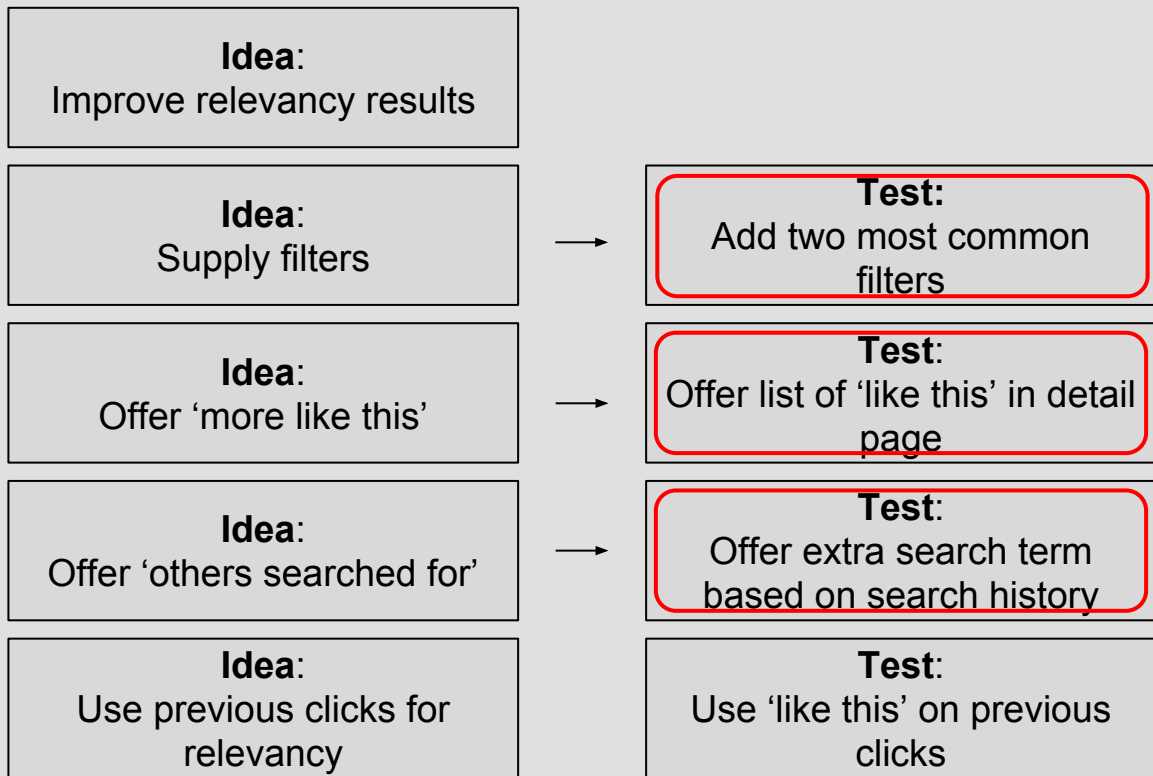 Idea:
Improve relevancy results
Idea:
Supply filters
Test:
Add two most common
filters
Idea:
Offer ‘more like this’
Test:
Offer list of ‘like this’ in detail
page
Idea:
Offer ‘others searched for’
Test:
Offer extra search term
based on search history
Idea:
Use previous clicks for
relevancy
Test:
Use ‘like this’ on previous
clicks